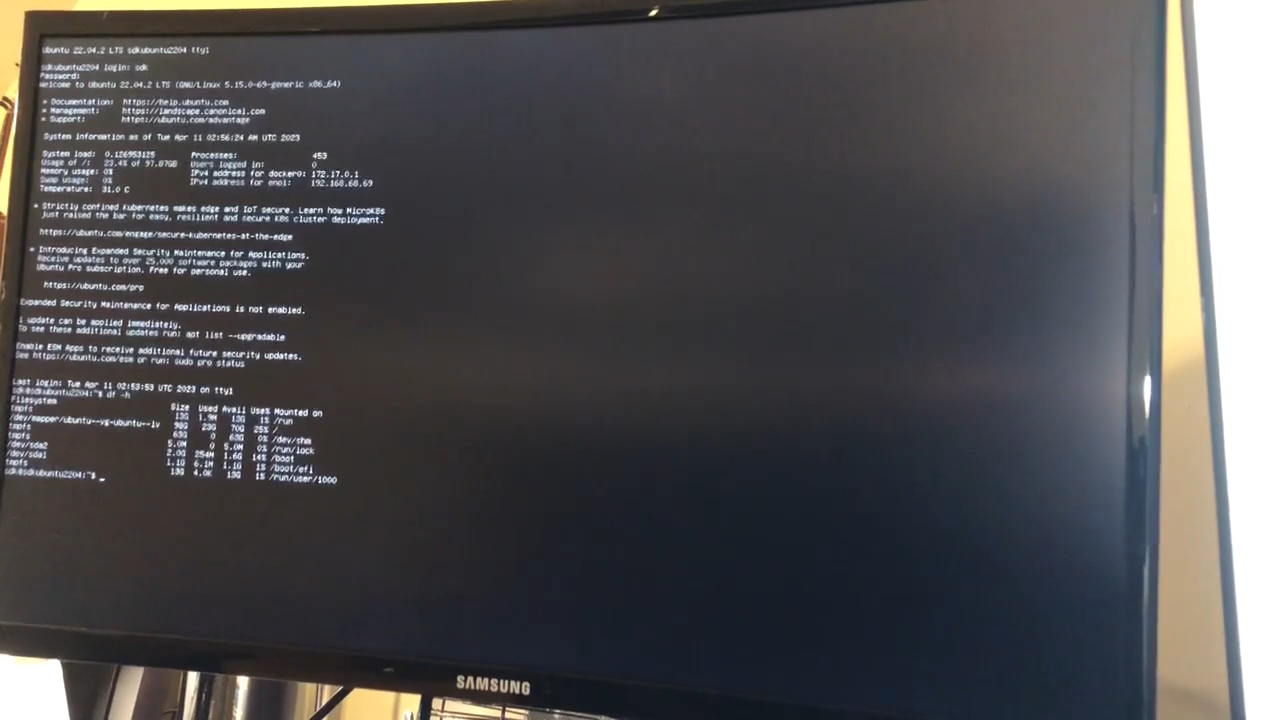 Ubuntu 22.04.2 LTS sdkubuntu2204 tty1
sdkubuntu2204 login: sdk
Password:
Welcome to Ubuntu 22.04.2 LTS (GNU/Linux 5.15.0-69-generic x86_64)
* Documentation: https://help.ubuntu.com
* Management: https://landscape.canonical.com
* Support: https://ubuntu.com/advantage
System information as of Tue Apr 11 02:56:24 AM UTC 2023
System load: 0.126953125 Processes: 453
Usage of /: 23.4% of 97.87GB Users logged in: 0
Memory usage: 0% IPv4 address for docker0: 172.17.0.1
Swap usage: 0% IPv4 address for eno1: 192.168.68.69
Temperature: 31.0 C
* Strictly confined Kubernetes makes edge and IoT secure. Learn how MicroK8s
just raised the bar for easy, resilient and secure K8s cluster deployment.
https://ubuntu.com/engage/secure-kubernetes-at-the-edge
* Introducing Expanded Security Maintenance for Applications.
Receive updates to over 25,000 software packages with your
Ubuntu Pro subscription. Free for personal use.
https://ubuntu.com/pro
Expanded Security Maintenance for Applications is not enabled.
1 update can be applied immediately.
To see these additional updates run: apt list --upgradable
Enable ESM Apps to receive additional future security updates.
See https://ubuntu.com/esm or run: sudo pro status
Last login: Tue Apr 11 02:53:53 UTC 2023 on tty1
sdk@sdkubuntu2204:~$ df -h
Filesystem Size Used Avail Use% Mounted on
tmpfs 13G 1.9M 13G 1% /run
/dev/mapper/ubuntu--vg-ubuntu--lv 98G 23G 70G 25% /
tmpfs 63G 0 63G 0% /dev/shm
tmpfs 5.0M 0 5.0M 0% /run/lock
/dev/sda2 2.0G 254M 1.6G 14% /boot
/dev/sda1 1.1G 6.1M 1.1G 1% /boot/efi
tmpfs 13G 4.0K 13G 1% /run/user/1000
sdk@sdkubuntu2204:~$ _
SAMSUNG